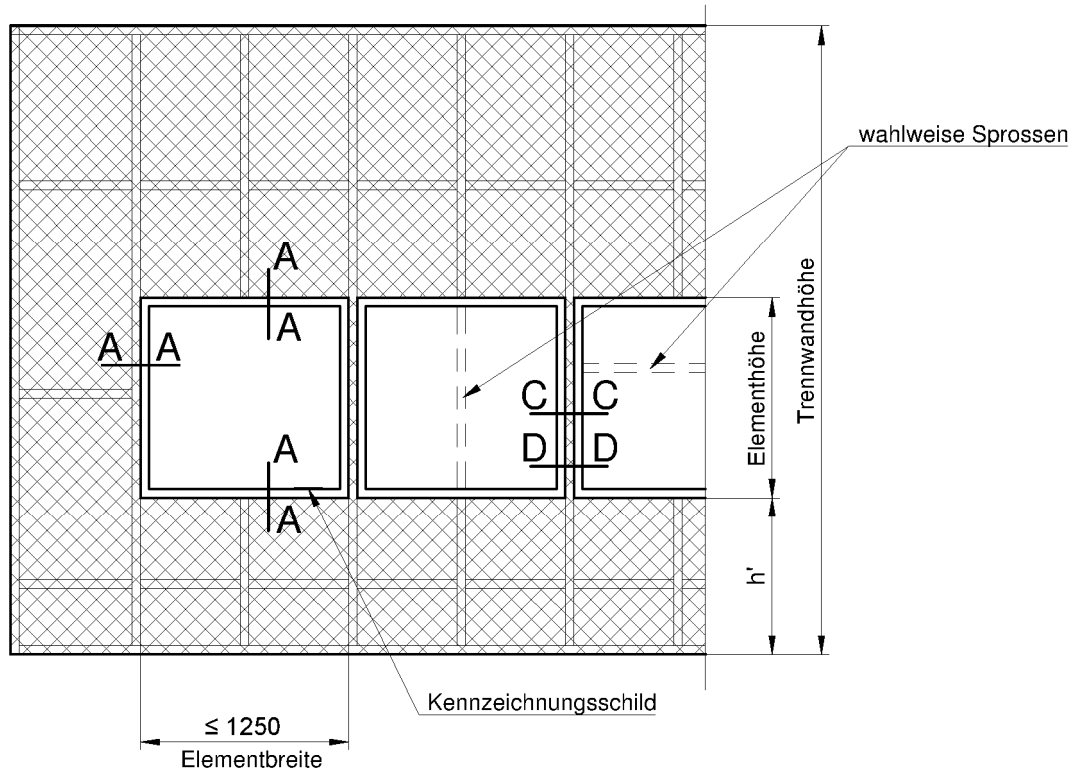 wahlweise Sprossen
A
A
A A
C C
D D
A
A
Elementhöhe
Trennwandhöhe
h'
Kennzeichnungsschild
≤ 1250
Elementbreite